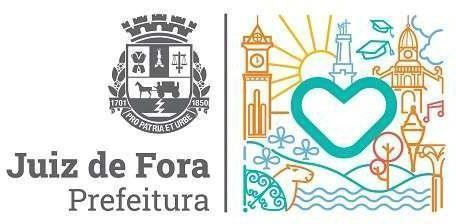 1701 1850
PRO PATRIA ET URBE
Juiz de Fora
Prefeitura